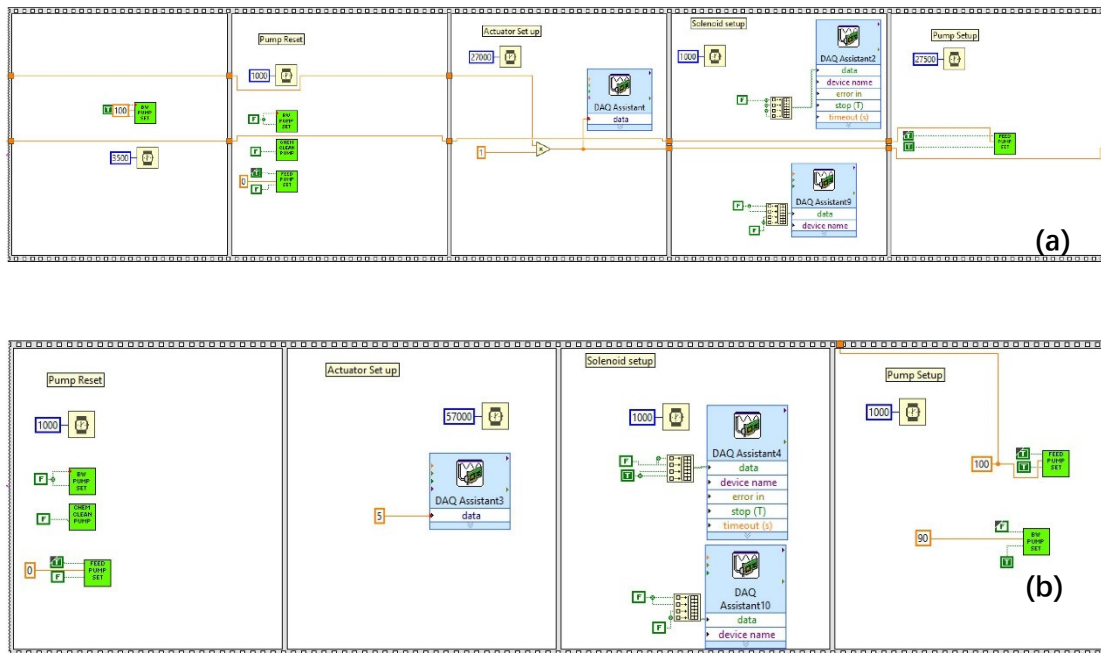 T
100
BW
PUMP
SET
3500
Pump Reset
1000
F
BW
PUMP
SET
F
CHEM
CLEAN
PUMP
0
T
F
FEED
PUMP
SET
Actuator Set up
27000
1
x
DAQ Assistant
data
Solenoid setup
1000
F
DAQ Assistant2
data
device name
error in
stop (T)
timeout (s)
F
F
DAQ Assistant9
data
device name
Pump Setup
27500
T
T
FEED
PUMP
SET
(a)
Pump Reset
1000
F
BW
PUMP
SET
F
CHEM
CLEAN
PUMP
0
T
F
FEED
PUMP
SET
Actuator Set up
57000
5
DAQ Assistant3
data
Solenoid setup
1000
F
T
DAQ Assistant4
data
device name
error in
stop (T)
timeout (s)
F
F
DAQ
Assistant10
data
device name
Pump Setup
1000
100
T
T
FEED
PUMP
SET
90
F
T
BW
PUMP
SET
(b)